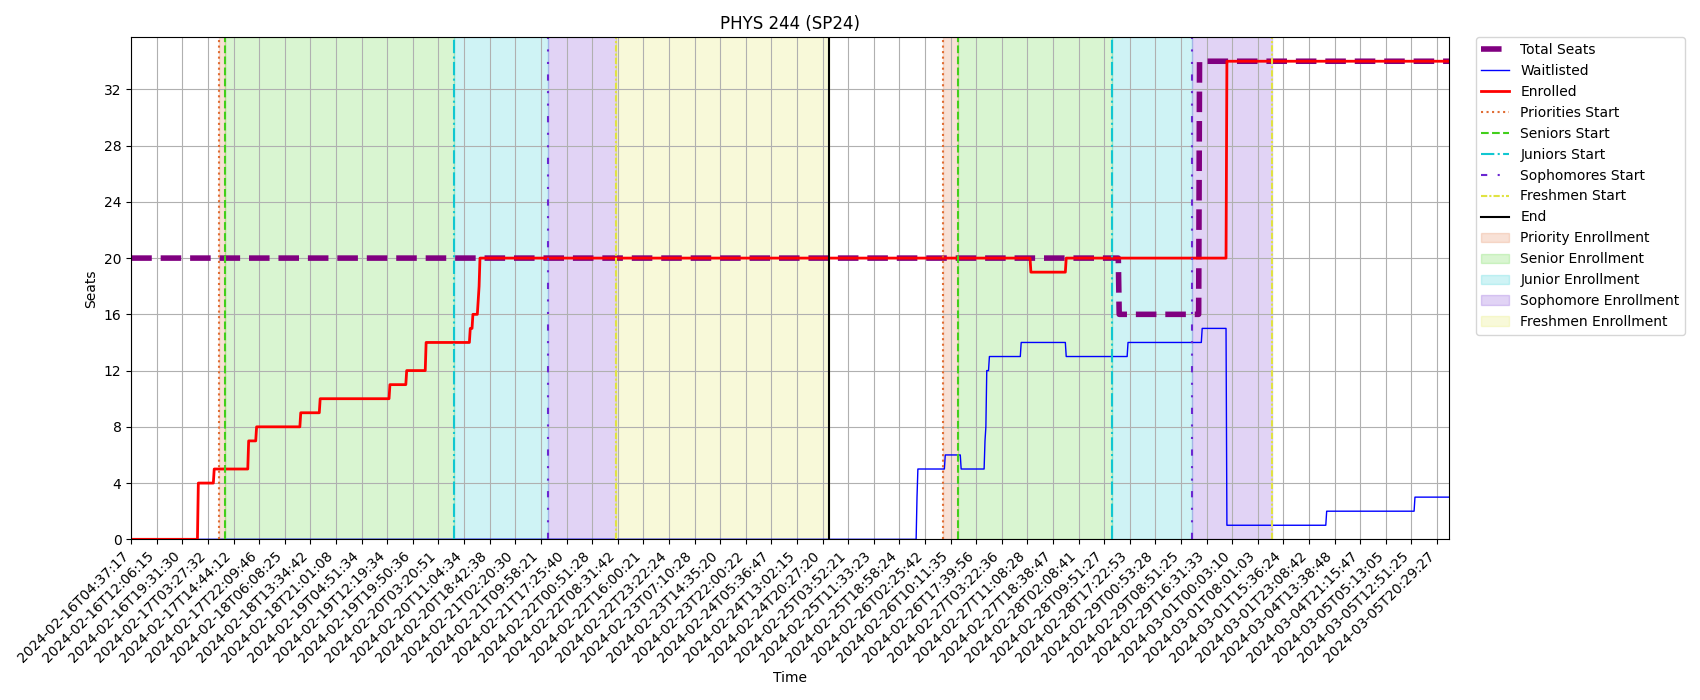 PHYS 244 (SP24)
Seats
32
28
24
20
16
12
8
4
0
2024-02-16T04:37:17
2024-02-16T12:06:15
2024-02-16T19:31:30
2024-02-17T03:27:32
2024-02-17T14:44:12
2024-02-17T22:09:46
2024-02-18T06:08:25
2024-02-18T13:34:42
2024-02-18T21:01:08
2024-02-19T04:51:34
2024-02-19T12:19:34
2024-02-19T19:50:36
2024-02-20T03:20:51
2024-02-20T11:04:34
2024-02-20T18:42:38
2024-02-21T02:20:30
2024-02-21T09:58:21
2024-02-21T17:25:40
2024-02-22T00:51:28
2024-02-22T08:31:42
2024-02-22T16:00:21
2024-02-22T23:22:24
2024-02-23T07:10:28
2024-02-23T14:35:20
2024-02-23T22:00:22
2024-02-24T05:36:47
2024-02-24T13:02:15
2024-02-24T20:27:20
2024-02-25T03:52:21
2024-02-25T11:33:23
2024-02-25T18:58:24
2024-02-26T02:25:42
2024-02-26T10:11:35
2024-02-26T17:39:56
2024-02-27T03:22:36
2024-02-27T11:08:28
2024-02-27T18:38:47
2024-02-28T02:08:41
2024-02-28T09:51:27
2024-02-28T17:22:53
2024-02-29T00:53:28
2024-02-29T08:51:25
2024-02-29T16:31:33
2024-03-01T00:03:10
2024-03-01T08:01:03
2024-03-01T15:36:24
2024-03-01T23:08:42
2024-03-04T13:38:48
2024-03-04T21:15:47
2024-03-05T05:13:05
2024-03-05T12:51:25
2024-03-05T20:29:27
Time
Total Seats
Waitlisted
Enrolled
Priorities Start
Seniors Start
Juniors Start
Sophomores Start
Freshmen Start
End
Priority Enrollment
Senior Enrollment
Junior Enrollment
Sophomore Enrollment
Freshmen Enrollment